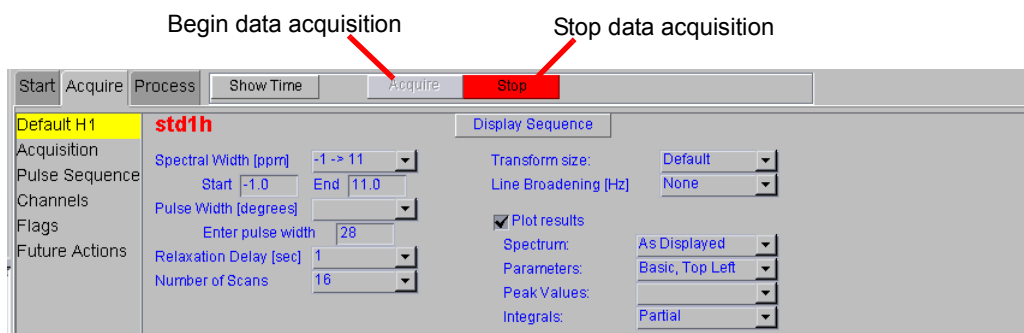 Begin data acquisition Stop data acquisition
Start Acquire Process Show Time Acquire Stop
Default H1 std1h Display Sequence
Acquisition Spectral Width [ppm] -1 -> 11 Transform size: Default
Pulse Sequence Start -1.0 End 11.0 Line Broadening [Hz] None
Channels Pulse Width [degrees]
Flags Enter pulse width 28 Plot results
Future Actions Relaxation Delay [sec] 1 Spectrum: As Displayed
Number of Scans 16 Parameters: Basic, Top Left
Peak Values:
Integrals: Partial